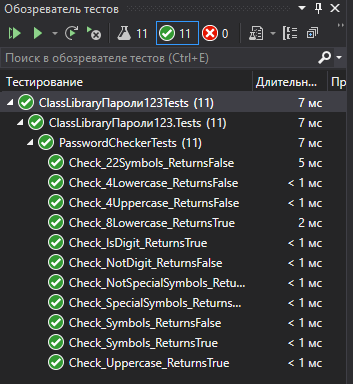 Обозреватель тестов
11 11 0
Поиск в обозревателе тестов (Ctrl+E)
Тестирование Длительн... Пр
ClassLibraryПароли123Tests (11) 7 мс
ClassLibraryПароли123.Tests (11) 7 мс
PasswordCheckerTests (11) 7 мс
Check_22Symbols_ReturnsFalse 5 мс
Check_4Lowercase_ReturnsFalse < 1 мс
Check_4Uppercase_ReturnsFalse < 1 мс
Check_8Lowercase_ReturnsTrue 2 мс
Check_IsDigit_ReturnsTrue < 1 мс
Check_NotDigit_ReturnsFalse < 1 мс
Check_NotSpecialSymbols_Retu... < 1 мс
Check_SpecialSymbols_Returns... < 1 мс
Check_Symbols_ReturnsFalse < 1 мс
Check_Symbols_ReturnsTrue < 1 мс
Check_Uppercase_ReturnsTrue < 1 мс